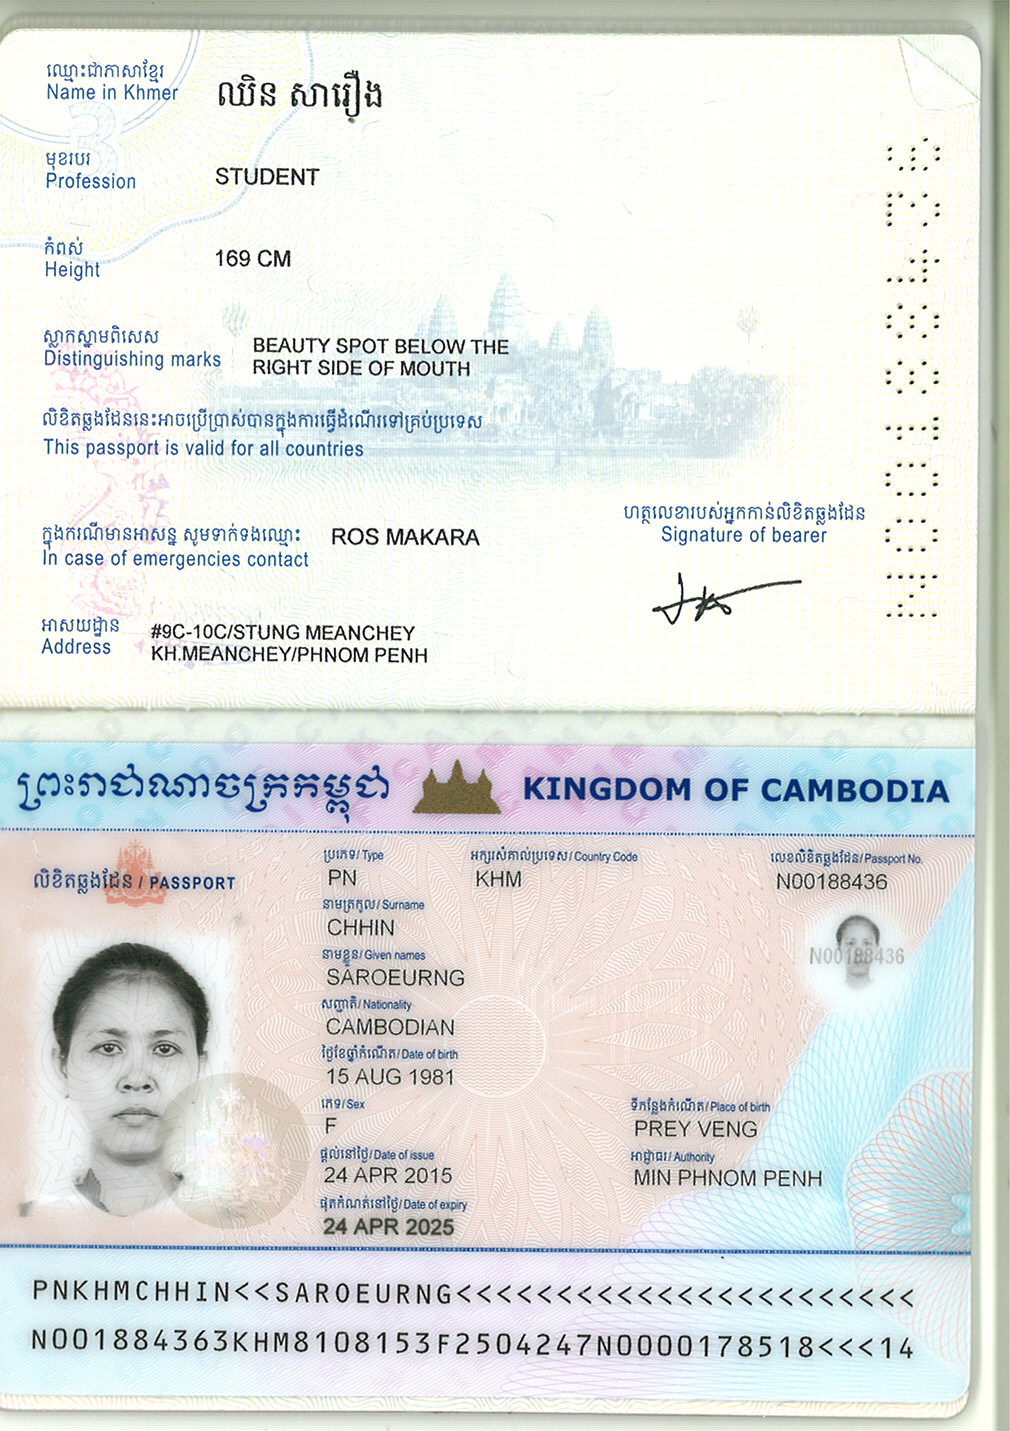 ឈ្មោះជាភាសាខ្មែរ
Name in Khmer
ឈិន សារឿង
មុខរបរ
Profession
STUDENT
កំពស់
Height
169 CM
ស្លាកស្នាមពិសេស
Distinguishing marks
BEAUTY SPOT BELOW THE
RIGHT SIDE OF MOUTH
លិខិតឆ្លងដែននេះអាចប្រើប្រាស់បានក្នុងការធ្វើដំណើរទៅគ្រប់ប្រទេស
This passport is valid for all countries
ក្នុងករណីមានអាសន្ន សូមទាក់ទងឈ្មោះ
In case of emergencies contact
ROS MAKARA
ហត្ថលេខារបស់អ្នកកាន់លិខិតឆ្លងដែន
Signature of bearer
អាសយដ្ឋាន
Address
#9C-10C/STUNG MEANCHEY
KH.MEANCHEY/PHNOM PENH
N00188436
ព្រះរាជាណាចក្រកម្ពុជា
KINGDOM OF CAMBODIA
លិខិតឆ្លងដែន / PASSPORT
ប្រភេទ/ Type
PN
អក្សរសំគាល់ប្រទេស/ Country Code
KHM
លេខលិខិតឆ្លងដែន/ Passport No.
N00188436
នាមត្រកូល/ Surname
CHHIN
នាមខ្លួន/ Given names
SAROEURNG
N00188436
សញ្ជាតិ/ Nationality
CAMBODIAN
ថ្ងៃខែឆ្នាំកំណើត/ Date of birth
15 AUG 1981
ភេទ/ Sex
F
ទីកន្លែងកំណើត/ Place of birth
PREY VENG
ផ្តល់នៅថ្ងៃ/ Date of issue
24 APR 2015
អាជ្ញាធរ/ Authority
MIN PHNOM PENH
ផុតកំណត់នៅថ្ងៃ/ Date of expiry
24 APR 2025
PNKHMCHHIN<<SAROEURNG<<<<<<<<<<<<<<<<<<<<<<<
N001884363KHM8108153F2504247N0000178518<<<14